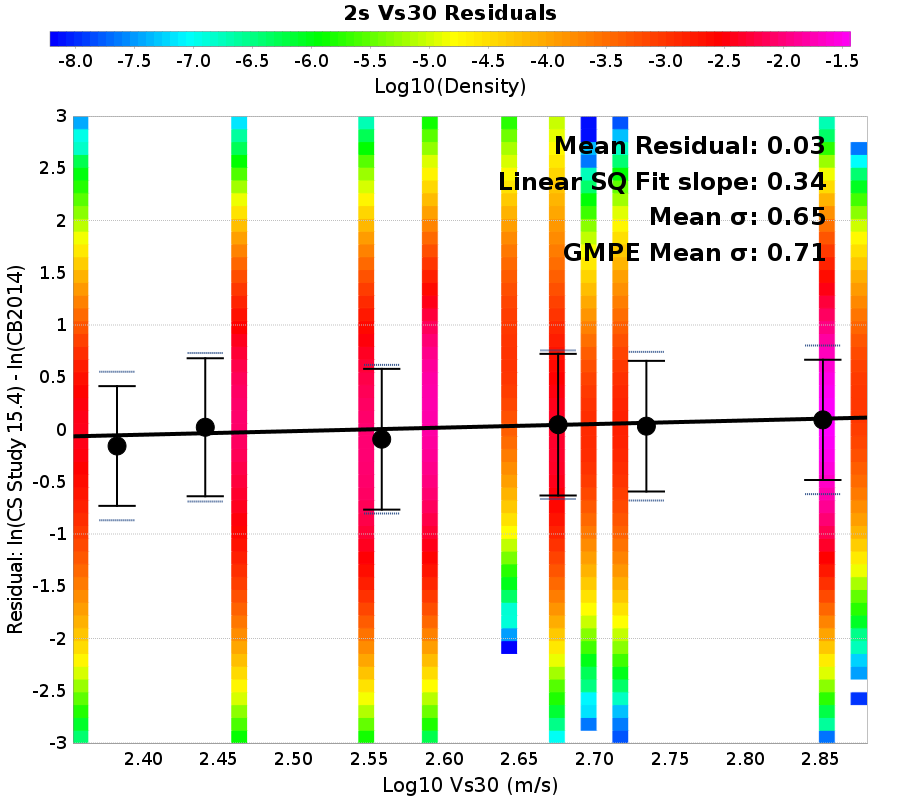 2s Vs30 Residuals
-8.0 -7.5 -7.0 -6.5 -6.0 -5.5 -5.0 -4.5 -4.0 -3.5 -3.0 -2.5 -2.0 -1.5
Log10(Density)
Mean Residual: 0.03
Linear SQ Fit slope: 0.34
Mean σ: 0.65
GMPE Mean σ: 0.71
Residual: ln(CS Study 15.4) - ln(CB2014)
3
2.5
2
1.5
1
0.5
0
-0.5
-1
-1.5
-2
-2.5
-3
2.40 2.45 2.50 2.55 2.60 2.65 2.70 2.75 2.80 2.85
Log10 Vs30 (m/s)